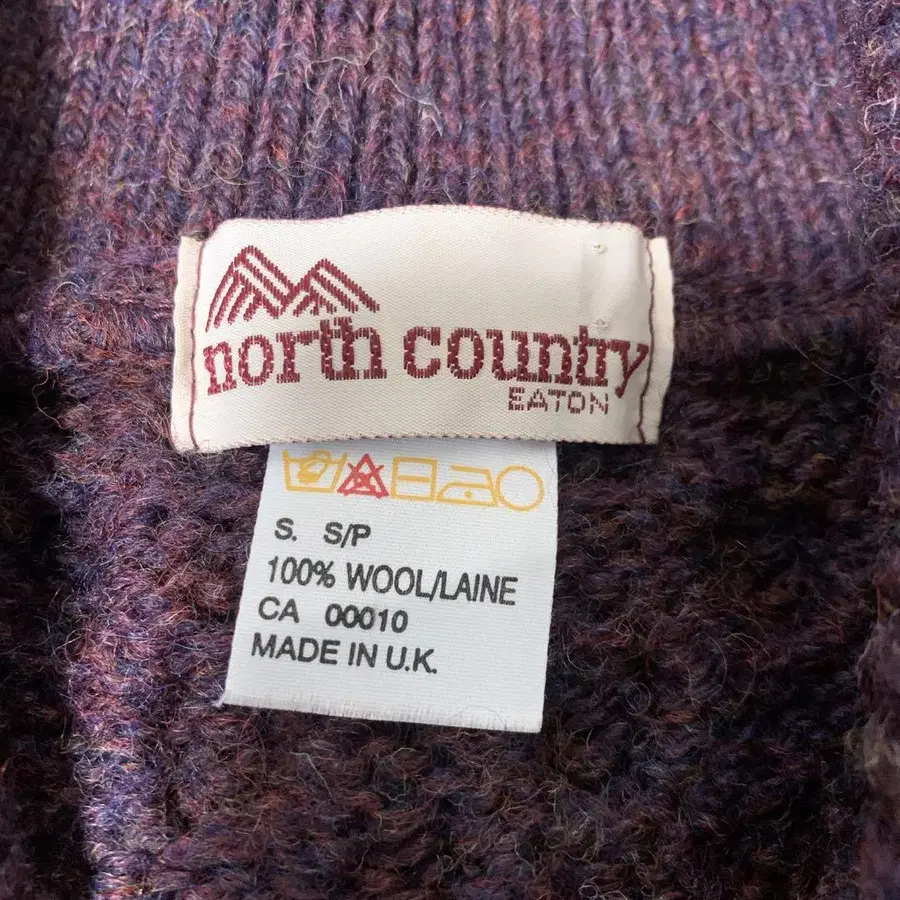 north country
EATON
S. S/P
100% WOOL/LAINE
CA 00010
MADE IN U.K.